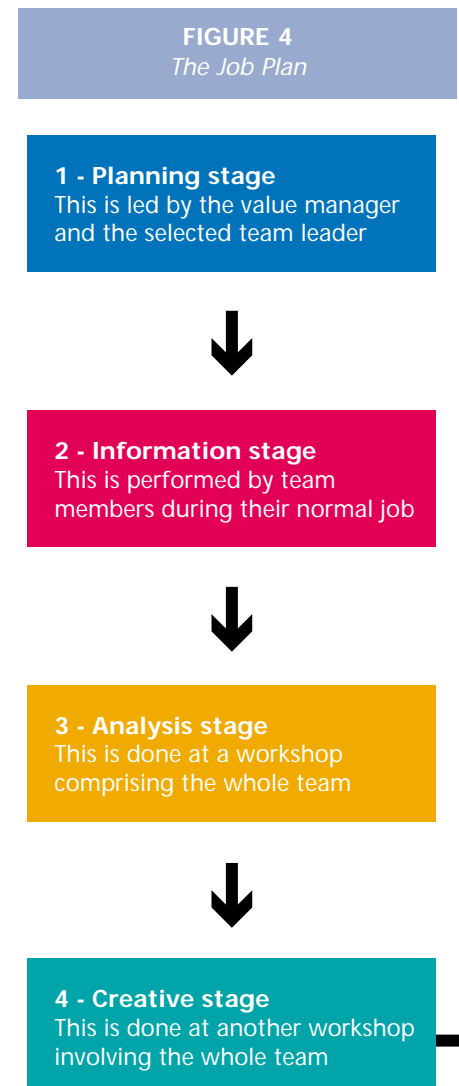 FIGURE 4
The Job Plan
1 - Planning stage
This is led by the value manager
and the selected team leader
2 - Information stage
This is performed by team
members during their normal job
3 - Analysis stage
This is done at a workshop
comprising the whole team
4 - Creative stage
This is done at another workshop
involving the whole team